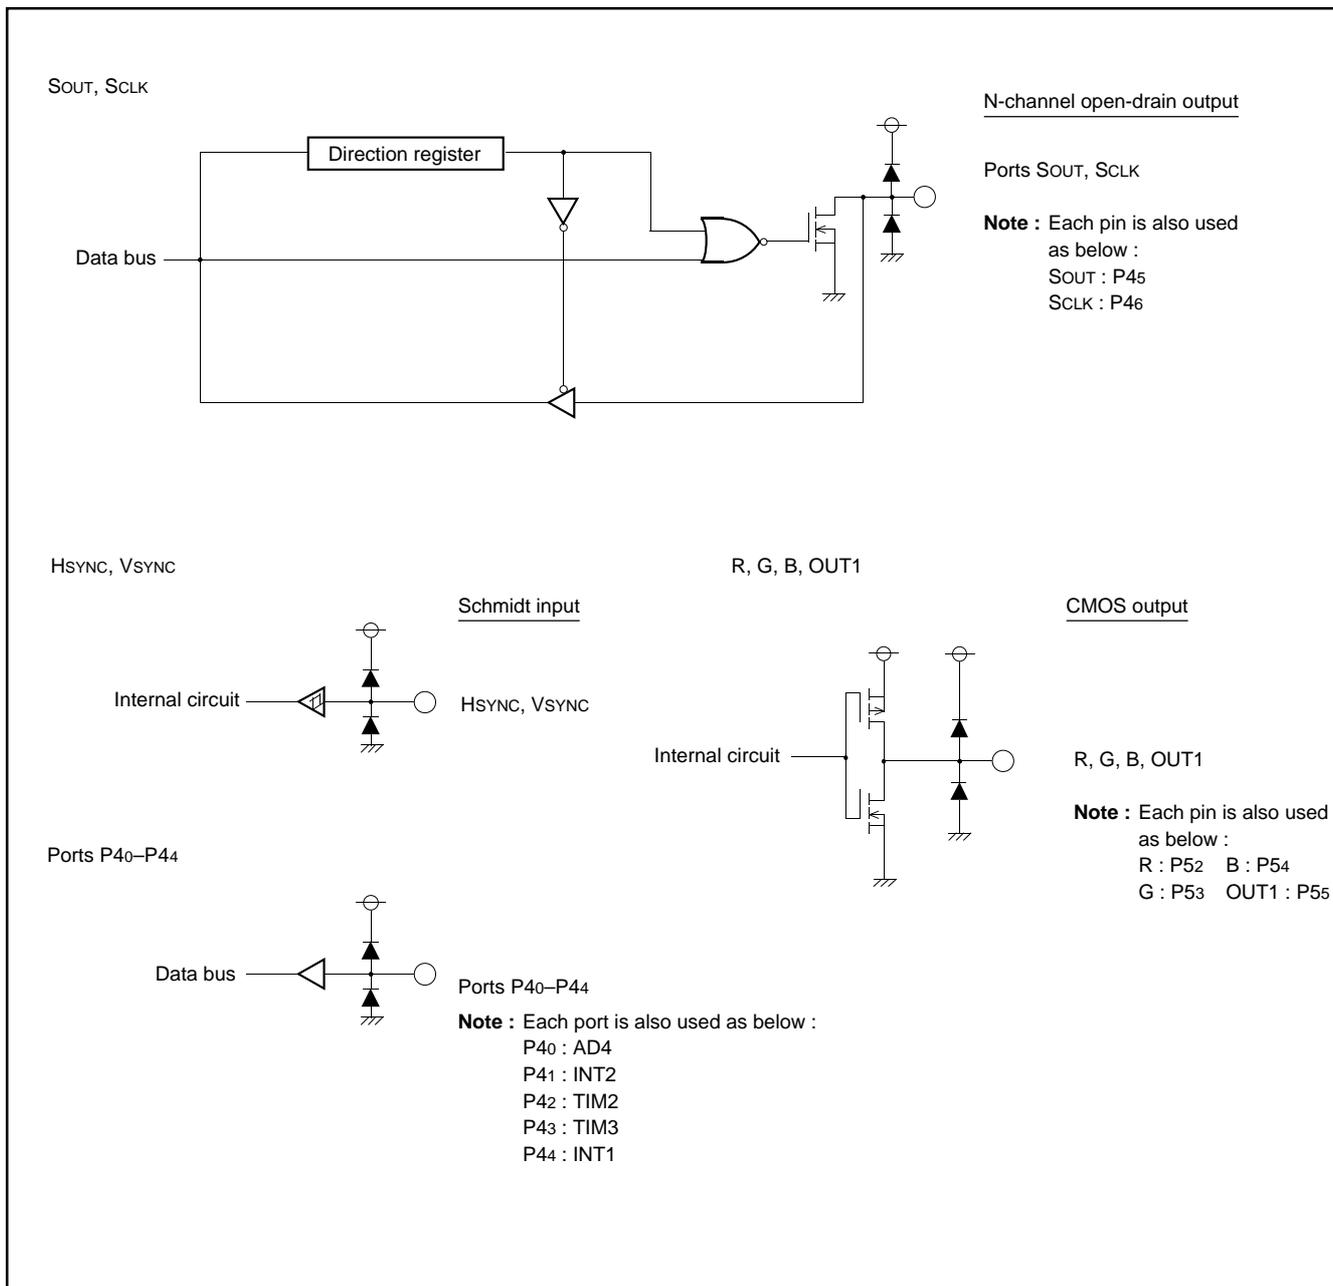 SOUT, SCLK
N-channel open-drain output
Direction register
Ports SOUT, SCLK
Note : Each pin is also used
as below :
SOUT : P45
SCLK : P46
Data bus
HSYNC, VSYNC
Schmidt input
Internal circuit
HSYNC, VSYNC
R, G, B, OUT1
CMOS output
Internal circuit
R, G, B, OUT1
Note : Each pin is also used
as below :
R : P52 B : P54
G : P53 OUT1 : P55
Ports P40–P44
Data bus
Ports P40–P44
Note : Each port is also used as below :
P40 : AD4
P41 : INT2
P42 : TIM2
P43 : TIM3
P44 : INT1